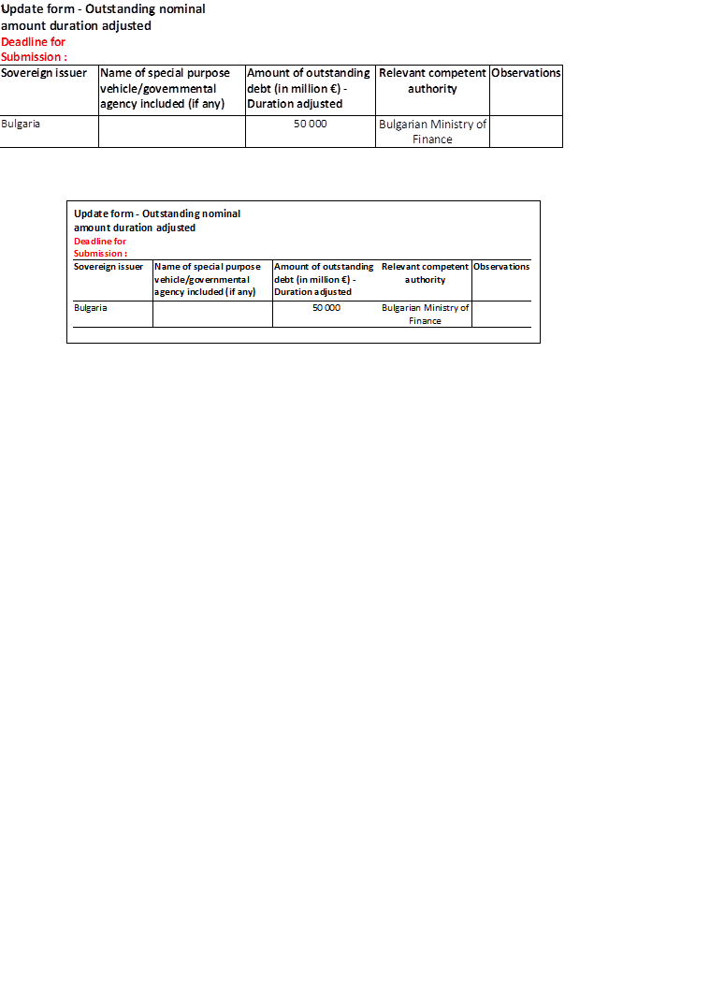 Update form - Outstanding nominal
amount duration adjusted
Deadline for
Submission :
Sovereign issuer Name of special purpose Amount of outstanding Relevant competent Observations
vehicle/governmental debt (in million €) - authority
agency included (if any) Duration adjusted
Bulgaria 50 000 Bulgarian Ministry of
Finance
Update form - Outstanding nominal
amount duration adjusted
Deadline for
Submission :
Sovereign issuer Name of special purpose Amount of outstanding Relevant competent Observations
vehicle/governmental debt (in million €) - authority
agency included (if any) Duration adjusted
Bulgaria 50 000 Bulgarian Ministry of
Finance